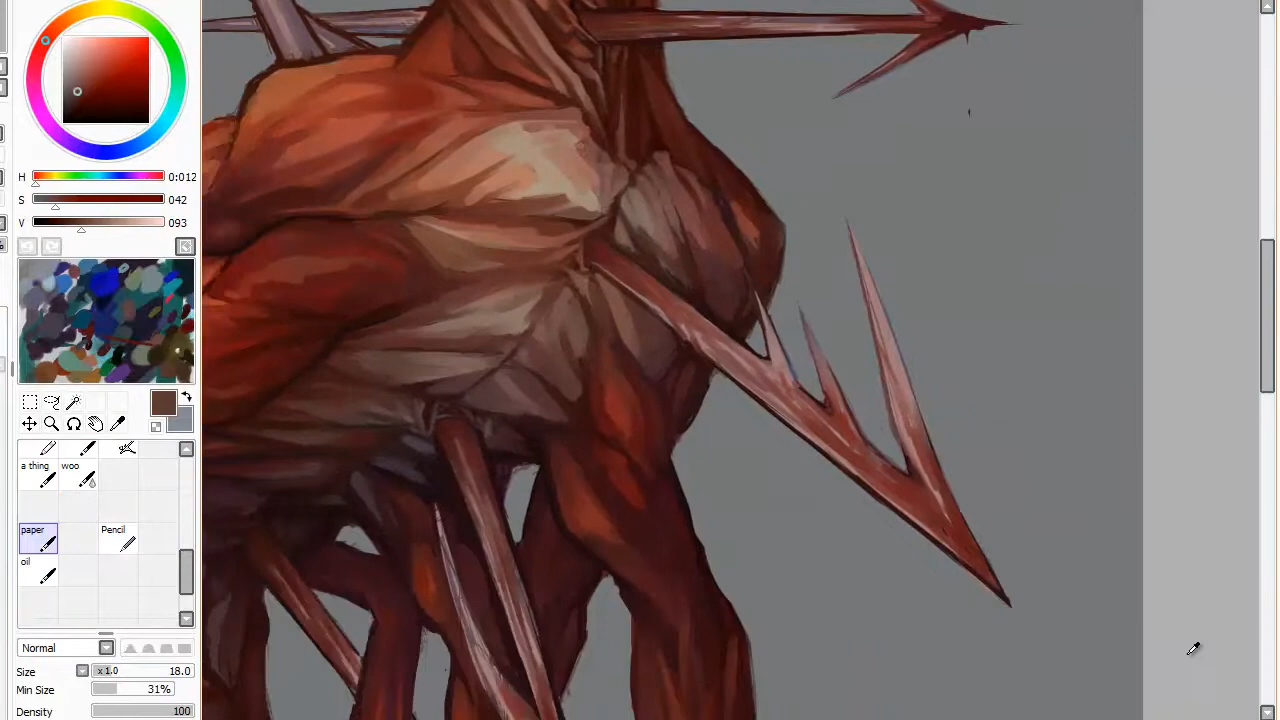 H 0:012
S 042
V 093
a thing woo
paper Pencil
oil
Normal
Size x 1.0 18.0
Min Size 31%
Density 100